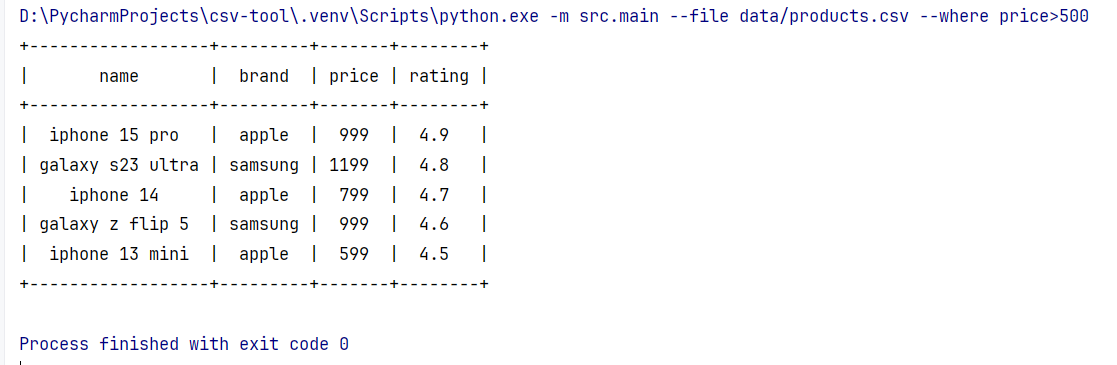 D:\PycharmProjects\csv-tool\.venv\Scripts\python.exe -m src.main --file data/products.csv --where price>500
+------------------+---------+-------+--------+
|       name       |  brand  | price | rating |
+------------------+---------+-------+--------+
|  iphone 15 pro   |  apple  |  999  |  4.9   |
| galaxy s23 ultra | samsung | 1199  |  4.8   |
|    iphone 14     |  apple  |  799  |  4.7   |
| galaxy z flip 5  | samsung |  999  |  4.6   |
|  iphone 13 mini  |  apple  |  599  |  4.5   |
+------------------+---------+-------+--------+
Process finished with exit code 0